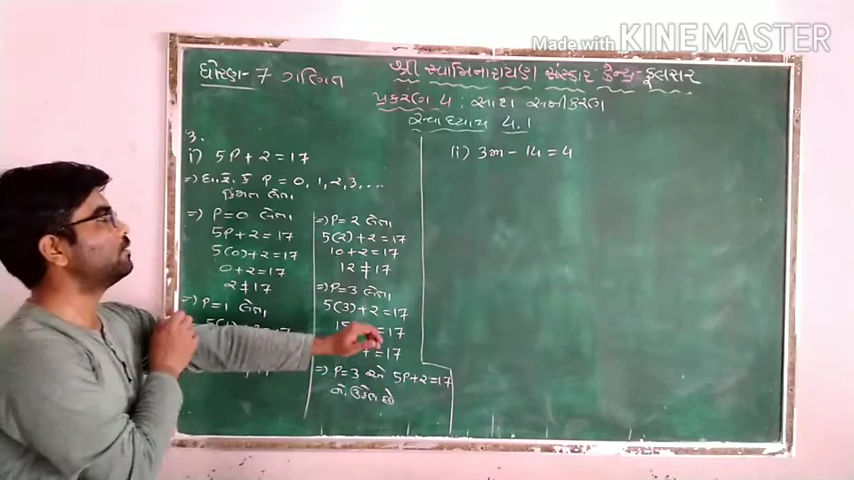 Made with KINEMASTER
ધોરણ-7 ગણિત
શ્રી સ્વામિનારાયણ સંસ્કાર કેન્દ્ર-ફુલસર
પ્રકરણ 4 : સાદા સમીકરણ
સ્વાધ્યાય 4.1
3.
i) 5P + 2 = 17
=) ધા.કે. કે P = 0, 1, 2, 3, ...
કિંમત લેતા
=) P=0 લેતા
5P+2 = 17
5(0)+2=17
0+2=17
2≠17
=) P=1 લેતા
=) P=2 લેતા
5(2)+2=17
10+2=17
12≠17
=) P=3 લેતા
5(3)+2=17
=17
=17
=) P=3 એ 5P+2=17
નો ઉકેલ છે
ii) 3m - 14 = 4